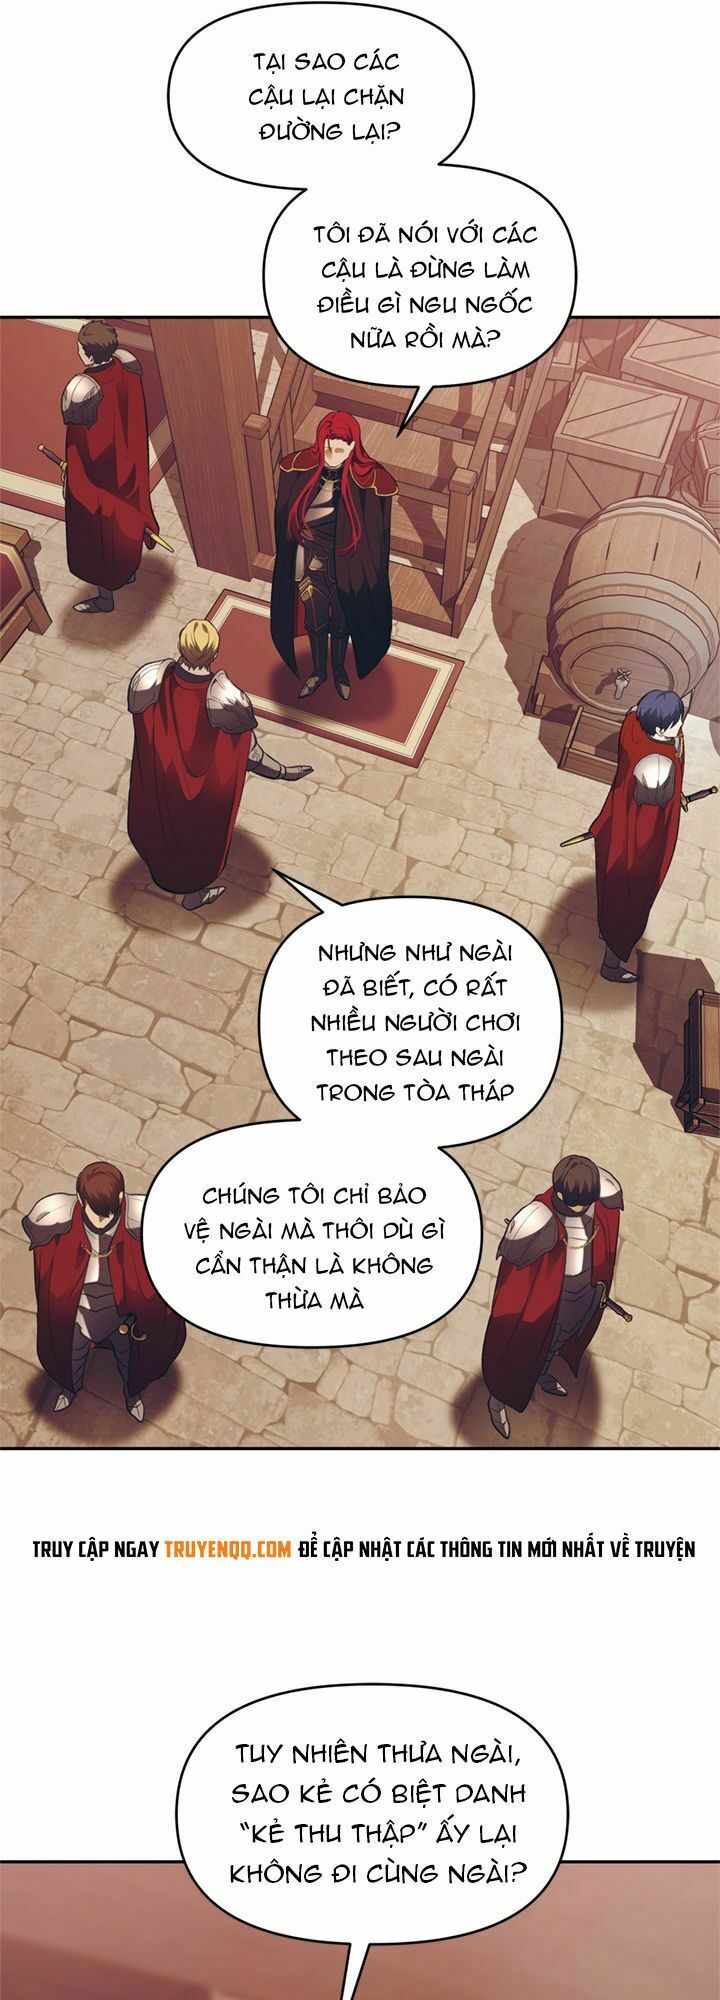 TẠI SAO CÁC
CẬU LẠI CHẶN
ĐƯỜNG LẠI?
TÔI ĐÃ NÓI VỚI CÁC
CẬU LÀ ĐỪNG LÀM
ĐIỀU GÌ NGU NGỐC
NỮA RỒI MÀ?
NHƯNG NHƯ NGÀI
ĐÃ BIẾT, CÓ RẤT
NHIỀU NGƯỜI CHƠI
THEO SAU NGÀI
TRONG TÒA THÁP
CHÚNG TÔI CHỈ BẢO
VỆ NGÀI MÀ THÔI DÙ GÌ
CẨN THẬN LÀ KHÔNG
THỪA MÀ
TRUY CẬP NGAY TRUYENQQ.COM ĐỂ CẬP NHẬT CÁC THÔNG TIN MỚI NHẤT VỀ TRUYỆN
TUY NHIÊN THƯA NGÀI,
SAO KẺ CÓ BIỆT DANH
"KẺ THU THẬP" ẤY LẠI
KHÔNG ĐI CÙNG NGÀI?